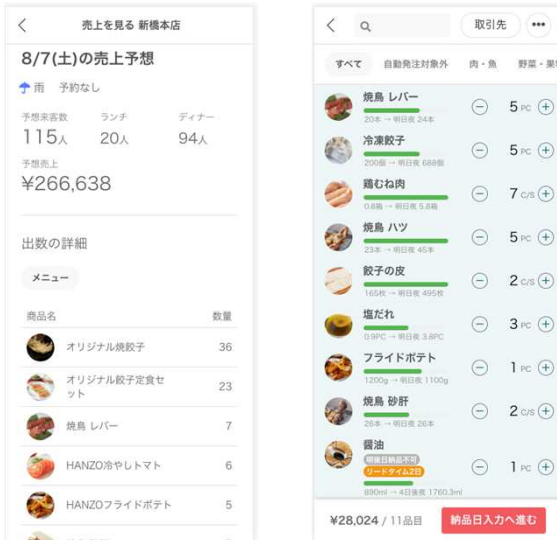 売上を見る 新橋本店
8/7(土)の売上予想
雨 予約なし
予想来客数 ランチ ディナー
115人 20人 94人
予想売上
¥266,638
出数の詳細
メニュー
商品名 数量
オリジナル焼餃子 36
オリジナル餃子定食セ
ット 23
焼鳥 レバー 7
HANZO冷やしトマト 6
HANZOフライドポテト 5
取引先
すべて 自動発注対象外 肉・魚 野菜・果
焼鳥 レバー
5 PC
20本 → 明日夜 24本
冷凍餃子
5 PC
200個 → 明日夜 688個
鶏むね肉
7 C/S
0.8箱 → 明日夜 5.8箱
焼鳥 ハツ
5 PC
23本 → 明日夜 45本
餃子の皮
2 C/S
165枚 → 明日夜 495枚
塩だれ
3 PC
0.9PC → 明日夜 3.8PC
フライドポテト
1 PC
1200g → 明日夜 1100g
焼鳥 砂肝
2 C/S
26本 → 明日夜 26本
醤油
明後日納品不可
リードタイム2日
1 PC
890ml → 4日後夜 1760.3ml
¥28,024 / 11品目 納品日入力へ進む